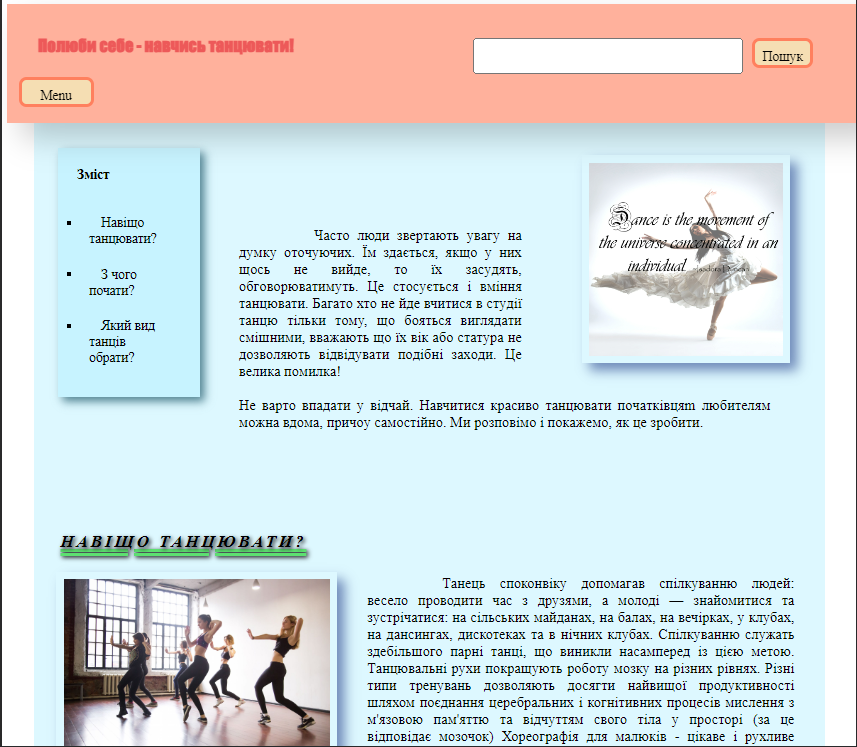 Полюби себе - навчись танцювати!
Пошук
Menu
Зміст
Навіщо
танцювати?
З чого
почати?
Який вид
танців
обрати?
Часто люди звертають увагу на
думку оточуючих. Їм здається, якщо у них
щось не вийде, то їх засудять,
обговорюватимуть. Це стосується і вміння
танцювати. Багато хто не йде вчитися в студії
танцю тільки тому, що бояться виглядати
смішними, вважають що їх вік або статура не
дозволяють відвідувати подібні заходи. Це
велика помилка!
Dance is the movement of
the universe concentrated in an
individual.
Не варто впадати у відчай. Навчитися красиво танцювати початківцям любителям
можна вдома, причоу самостійно. Ми розповімо і покажемо, як це зробити.
НАВІЩО ТАНЦЮВАТИ?
Танець споконвіку допомагав спілкуванню людей:
весело проводити час з друзями, а молоді — знайомитися та
зустрічатися: на сільських майданах, на балах, на вечірках, у клубах,
на дансингах, дискотеках та в нічних клубах. Спілкуванню служать
здебільшого парні танці, що виникли насамперед із цією метою.
Танцювальні рухи покращують роботу мозку на різних рівнях. Різні
типи тренувань дозволяють досягти найвищої продуктивності
шляхом поєднання церебральних і когнітивних процесів мислення з
м'язовою пам'яттю та відчуттям свого тіла у просторі (за це
відповідає мозочок) Хореографія для малюків - цікаве і рухливе